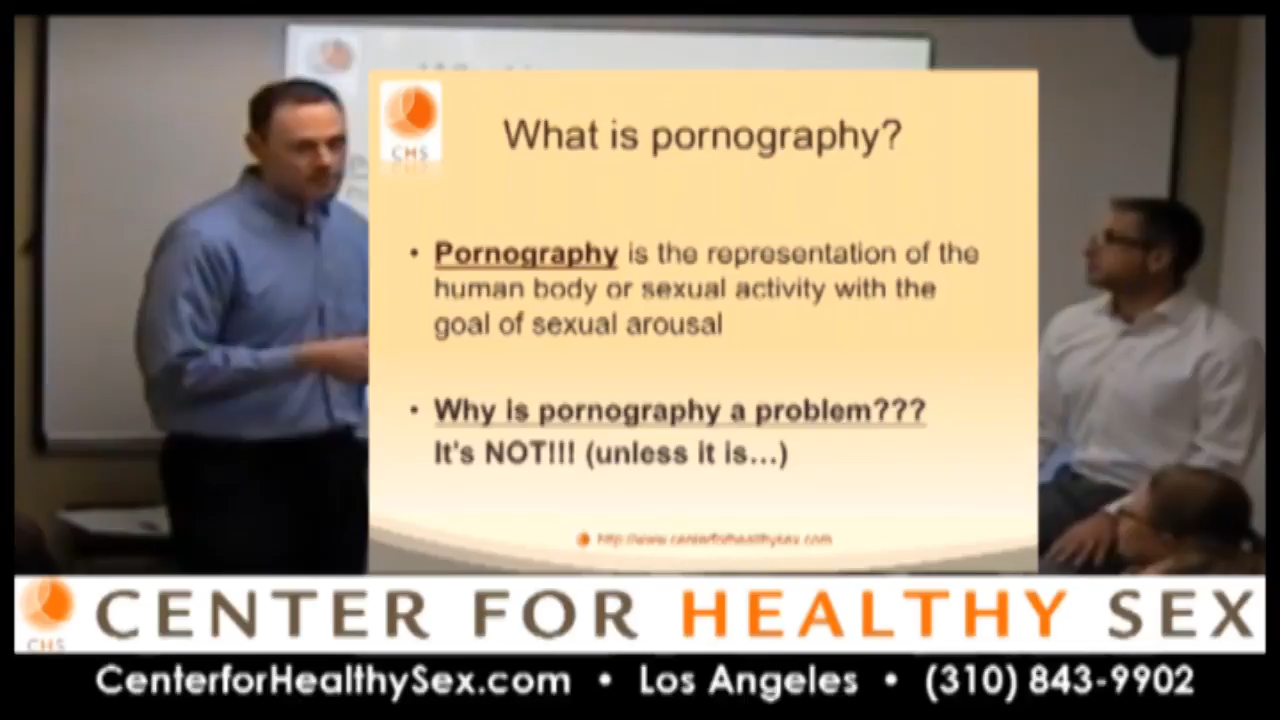 CHS
What is pornography?
• Pornography is the representation of the
human body or sexual activity with the
goal of sexual arousal
• Why is pornography a problem???
It's NOT!!! (unless it is...)
http://www.centerforhealthysex.com
CHS
CENTER FOR HEALTHY SEX
CenterforHealthySex.com • Los Angeles • (310) 843-9902